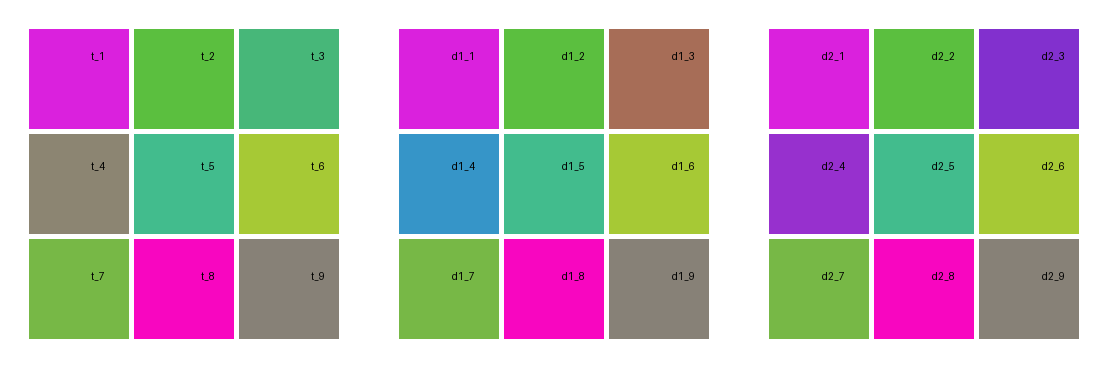 t_1 t_2 t_3 d1_1 d1_2 d1_3 d2_1 d2_2 d2_3
t_4 t_5 t_6 d1_4 d1_5 d1_6 d2_4 d2_5 d2_6
t_7 t_8 t_9 d1_7 d1_8 d1_9 d2_7 d2_8 d2_9